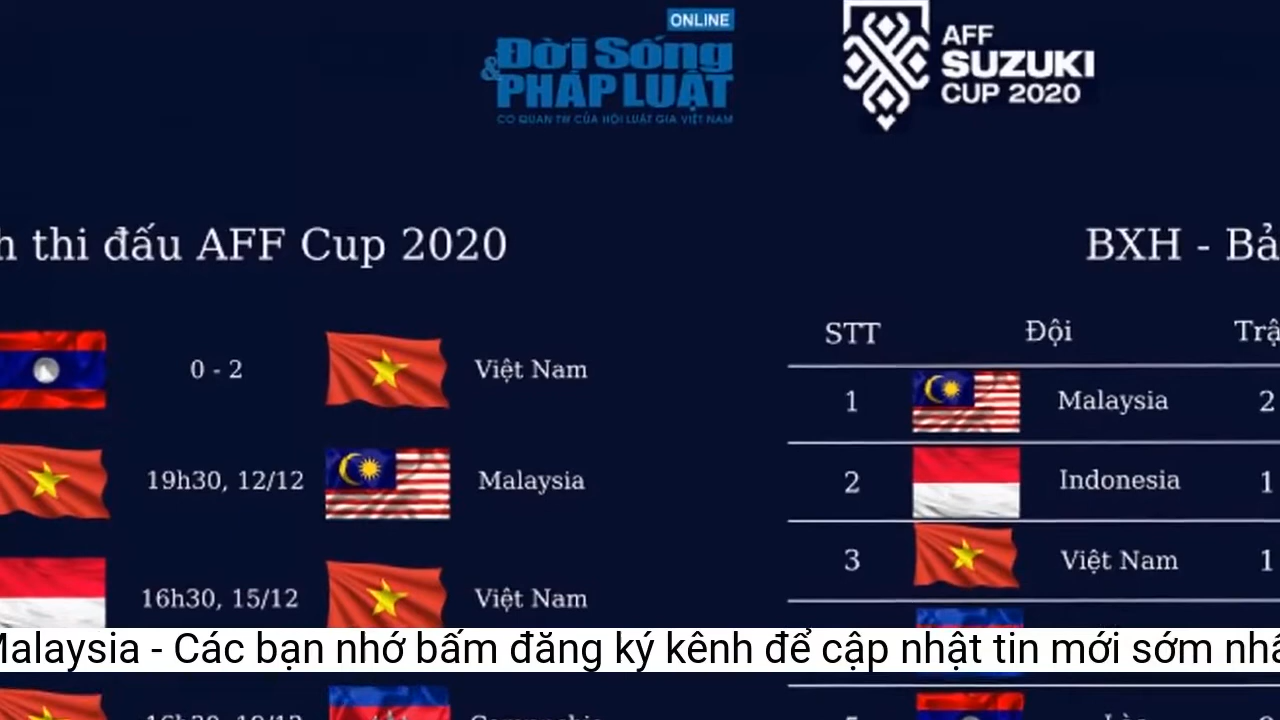 ONLINE
Đời Sống
& PHÁP LUẬT
CƠ QUAN TW CỦA HỘI LUẬT GIA VIỆT NAM
AFF
SUZUKI
CUP 2020
h thi đấu AFF Cup 2020
0 - 2 Việt Nam
19h30, 12/12 Malaysia
16h30, 15/12 Việt Nam
BXH - Bả
STT Đội Trậ
1 Malaysia 2
2 Indonesia 1
3 Việt Nam 1
Malaysia - Các bạn nhớ bấm đăng ký kênh để cập nhật tin mới sớm nhấ
Lào